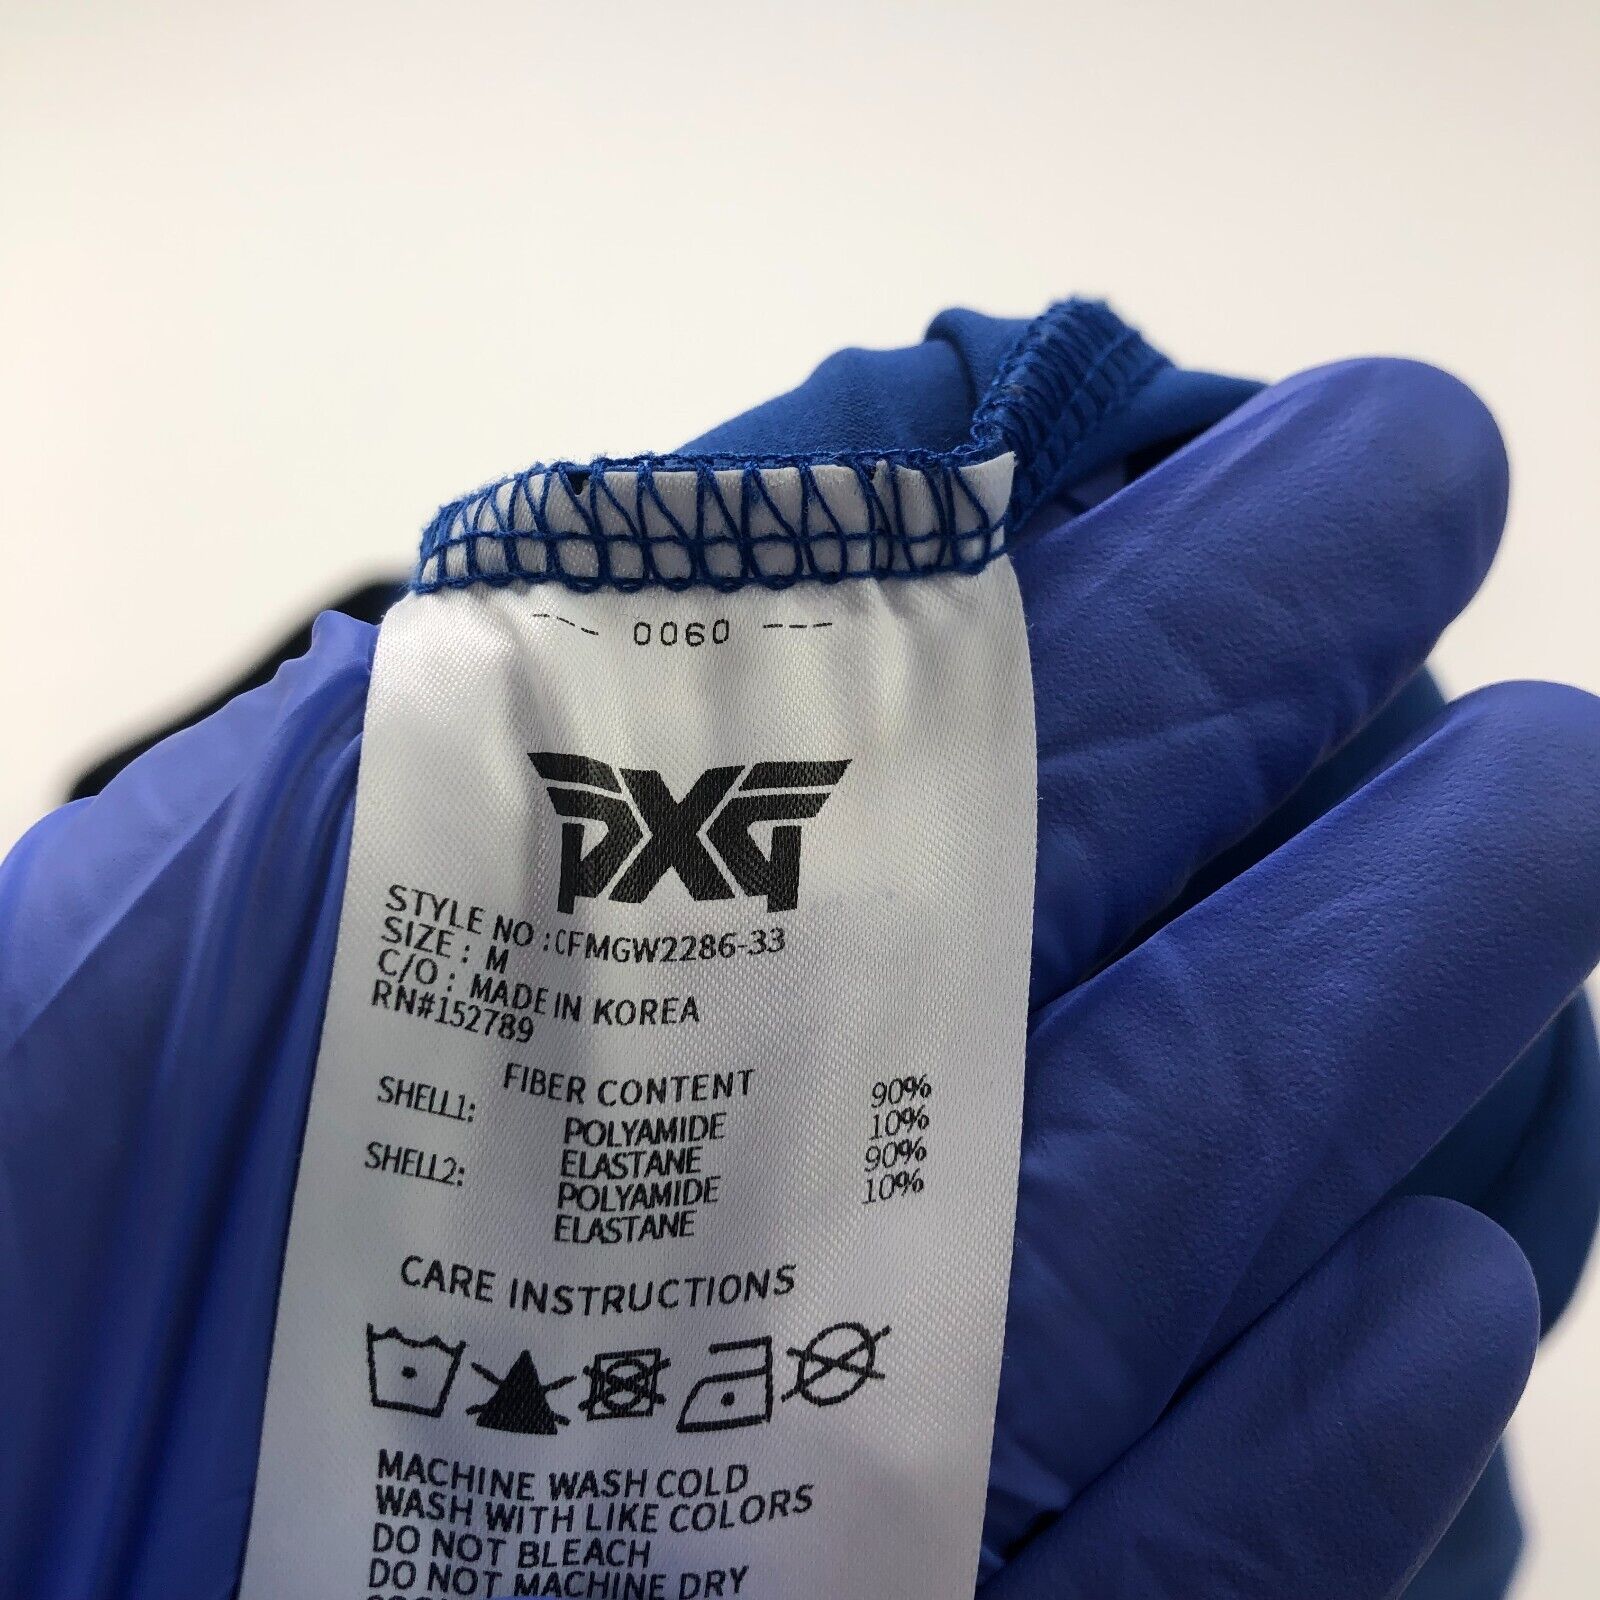 --- 0060 ---
PXG
STYLE NO :CFMGW2286-33
SIZE : M
C/O : MADE IN KOREA
RN#152789
FIBER CONTENT
SHELL1: POLYAMIDE 90%
ELASTANE 10%
SHELL2: POLYAMIDE 90%
ELASTANE 10%
CARE INSTRUCTIONS
MACHINE WASH COLD
WASH WITH LIKE COLORS
DO NOT BLEACH
DO NOT MACHINE DRY